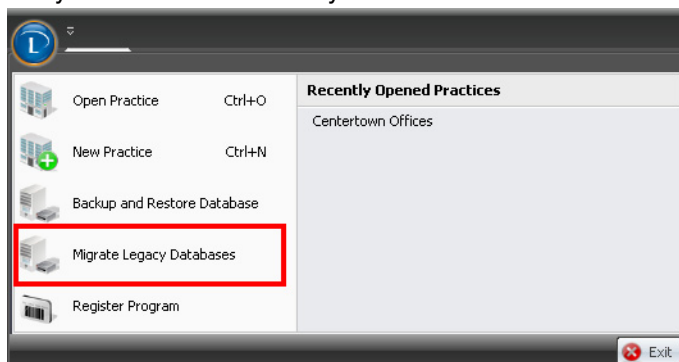 L
Open Practice Ctrl+O
New Practice Ctrl+N
Backup and Restore Database
Migrate Legacy Databases
Register Program
Recently Opened Practices
Centertown Offices
Exit